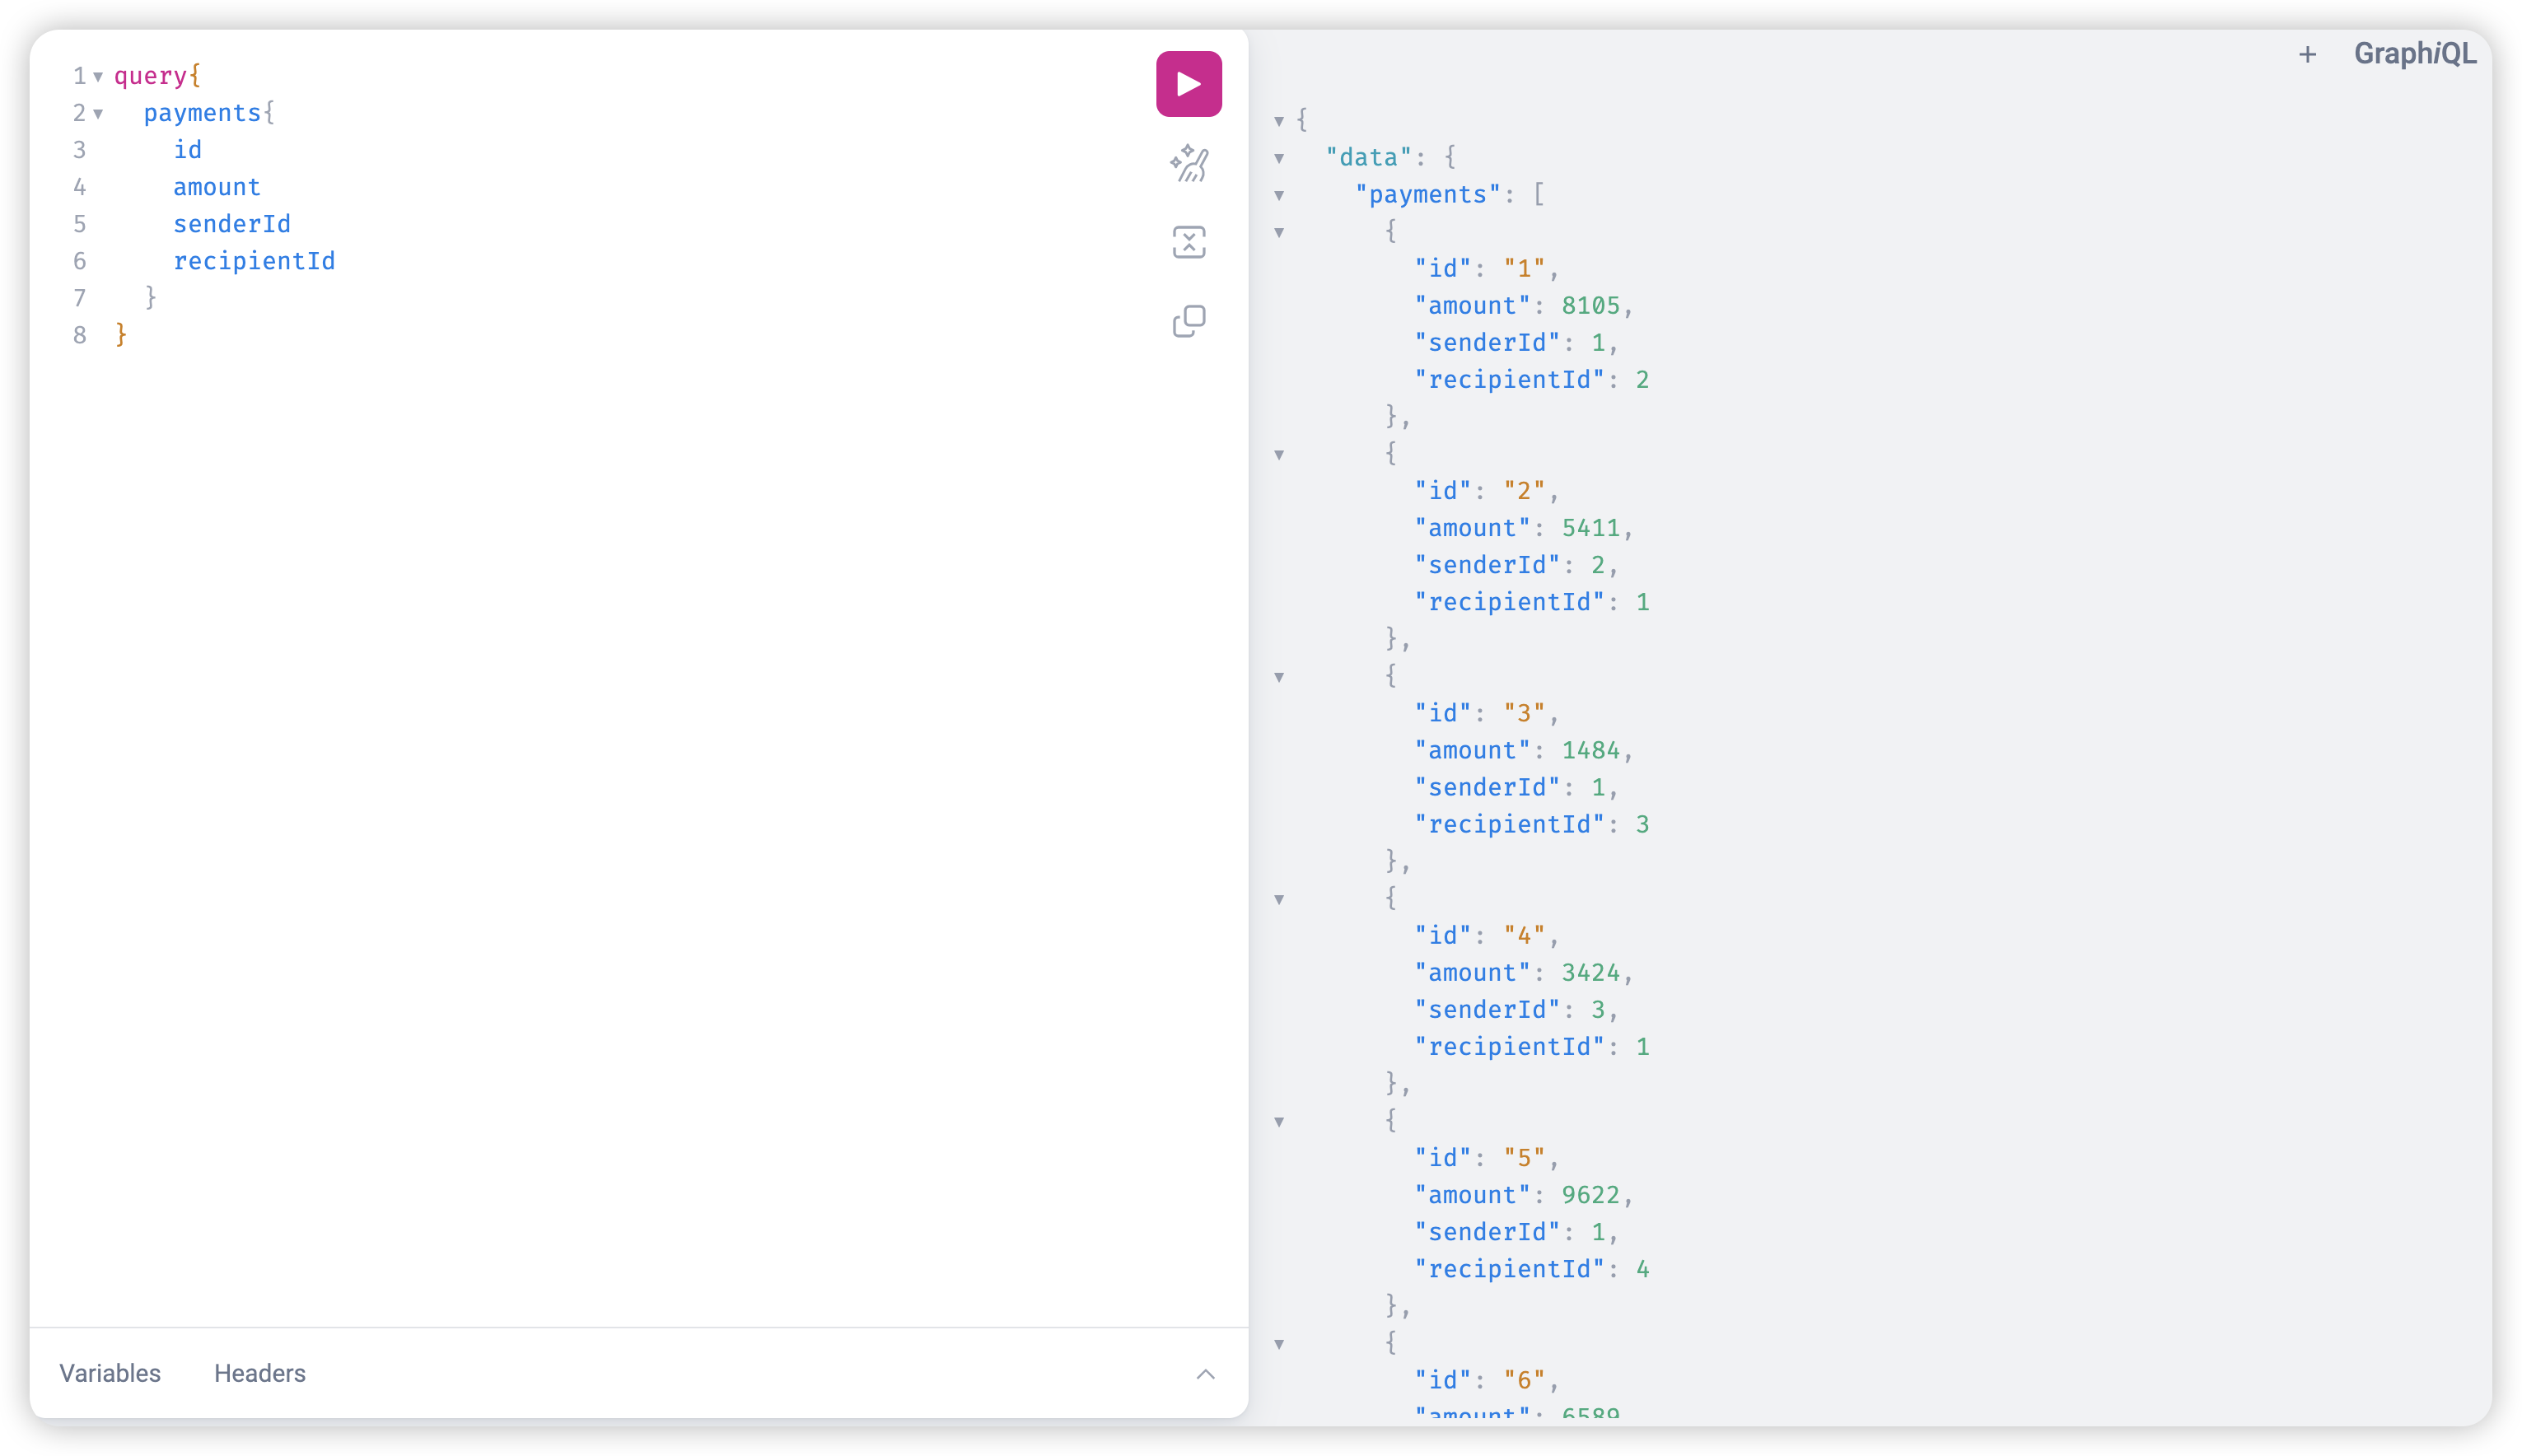 1 query{
2   payments{
3     id
4     amount
5     senderId
6     recipientId
7   }
8 }
Variables Headers
+ GraphiQL
{
  "data": {
    "payments": [
      {
        "id": "1",
        "amount": 8105,
        "senderId": 1,
        "recipientId": 2
      },
      {
        "id": "2",
        "amount": 5411,
        "senderId": 2,
        "recipientId": 1
      },
      {
        "id": "3",
        "amount": 1484,
        "senderId": 1,
        "recipientId": 3
      },
      {
        "id": "4",
        "amount": 3424,
        "senderId": 3,
        "recipientId": 1
      },
      {
        "id": "5",
        "amount": 9622,
        "senderId": 1,
        "recipientId": 4
      },
      {
        "id": "6",
        "amount": 6589